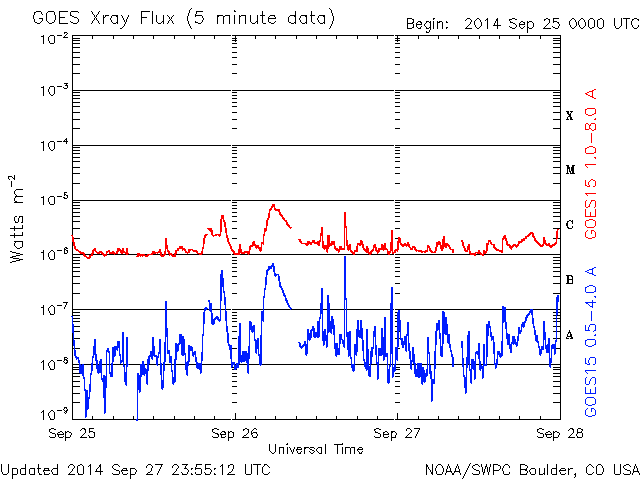 GOES Xray Flux (5 minute data)
Begin: 2014 Sep 25 0000 UTC
10⁻²
10⁻³
10⁻⁴
10⁻⁵
10⁻⁶
10⁻⁷
10⁻⁸
10⁻⁹
Watts m⁻²
X
M
C
B
A
GOES15 1.0-8.0 A
GOES15 0.5-4.0 A
Sep 25
Sep 26
Sep 27
Sep 28
Universal Time
Updated 2014 Sep 27 23:55:12 UTC
NOAA/SWPC Boulder, CO USA